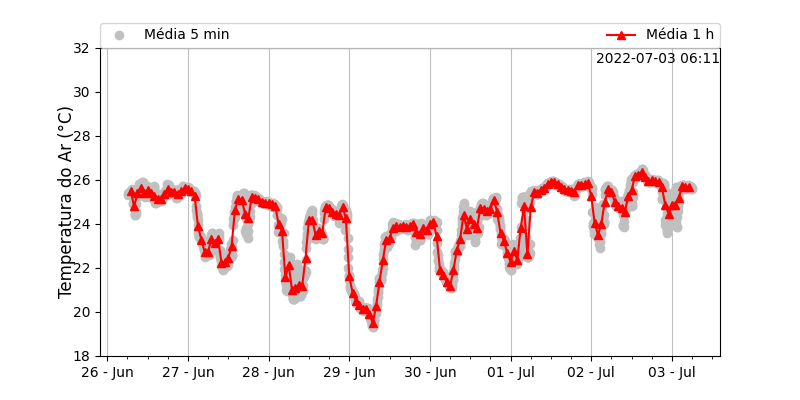 Média 5 min
Média 1 h
2022-07-03 06:11
Temperatura do Ar (°C)
32
30
28
26
24
22
20
18
26 - Jun
27 - Jun
28 - Jun
29 - Jun
30 - Jun
01 - Jul
02 - Jul
03 - Jul